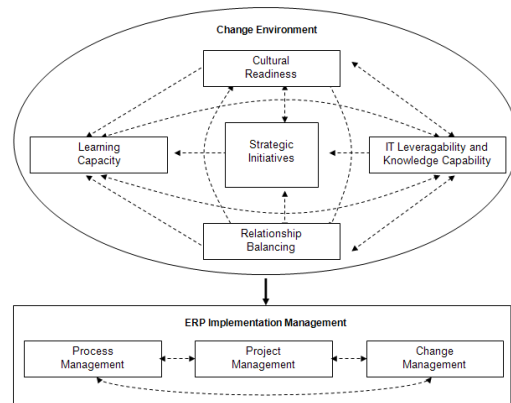 Change Environment
Cultural
Readiness
Learning
Capacity
Strategic
Initiatives
IT Leveragability and
Knowledge Capability
Relationship
Balancing
ERP Implementation Management
Process
Management
Project
Management
Change
Management